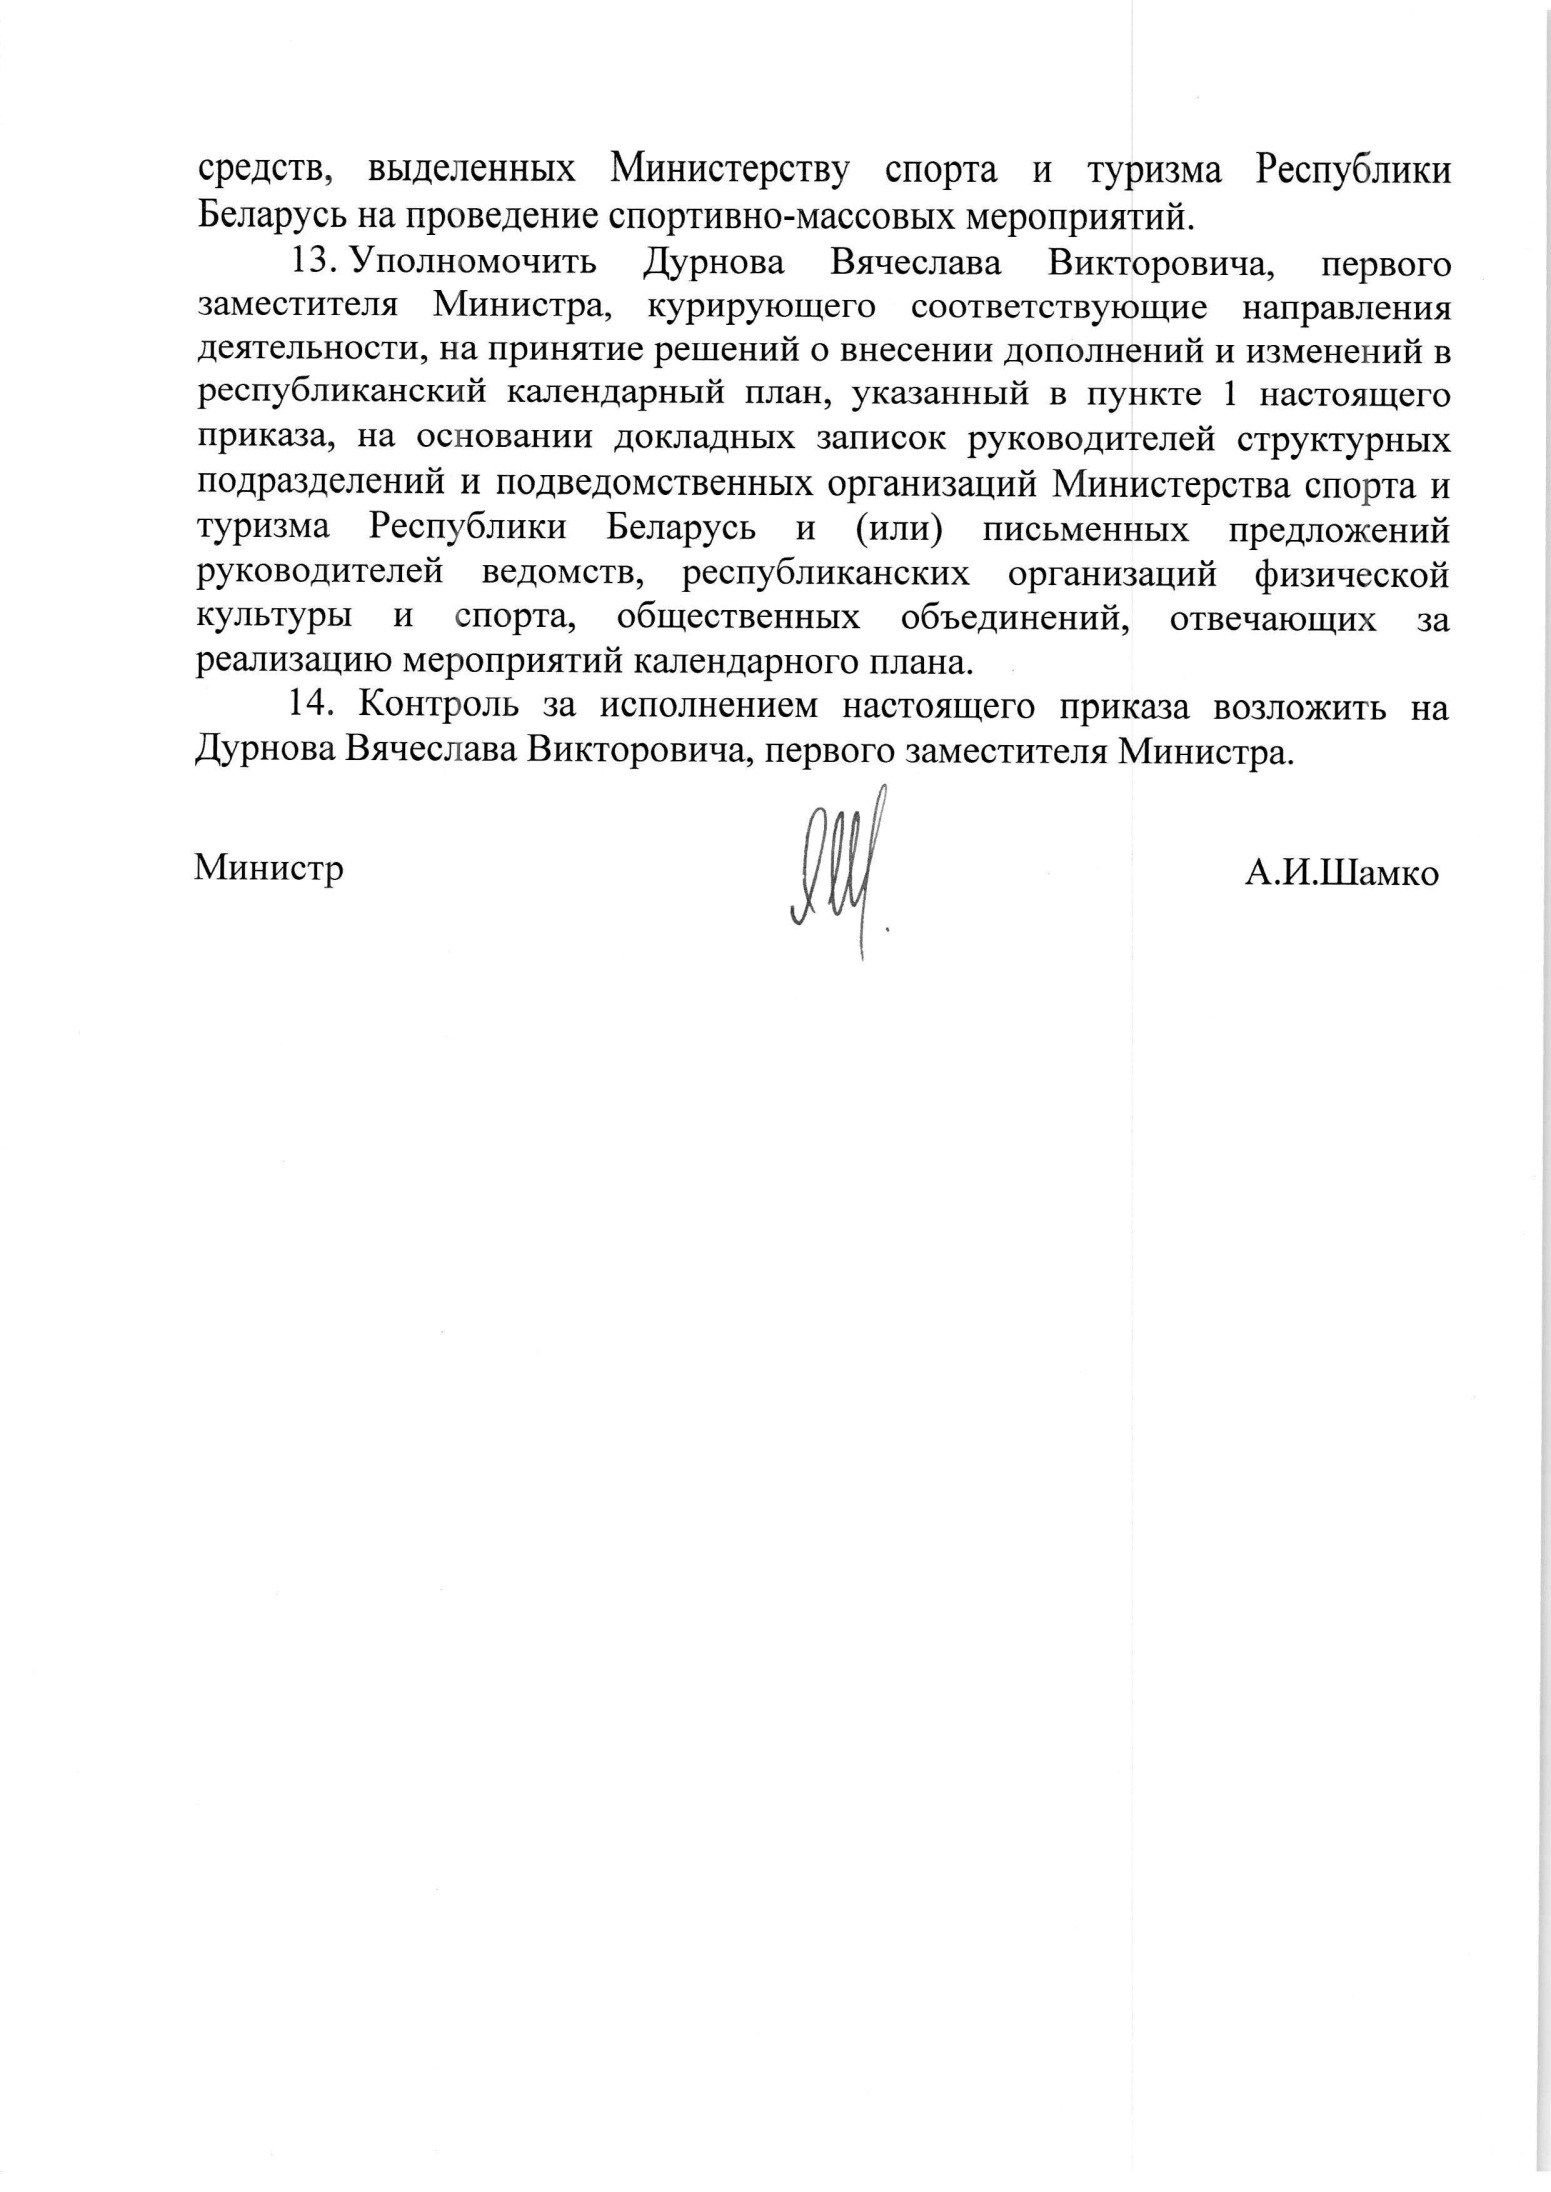 средств, выделенных Министерству спорта и туризма Республики
Беларусь на проведение спортивно-массовых мероприятий.
13. Уполномочить Дурнова Вячеслава Викторовича, первого
заместителя Министра, курирующего соответствующие направления
деятельности, на принятие решений о внесении дополнений и изменений в
республиканский календарный план, указанный в пункте 1 настоящего
приказа, на основании докладных записок руководителей структурных
подразделений и подведомственных организаций Министерства спорта и
туризма Республики Беларусь и (или) письменных предложений
руководителей ведомств, республиканских организаций физической
культуры и спорта, общественных объединений, отвечающих за
реализацию мероприятий календарного плана.
14. Контроль за исполнением настоящего приказа возложить на
Дурнова Вячеслава Викторовича, первого заместителя Министра.
Министр А.И.Шамко